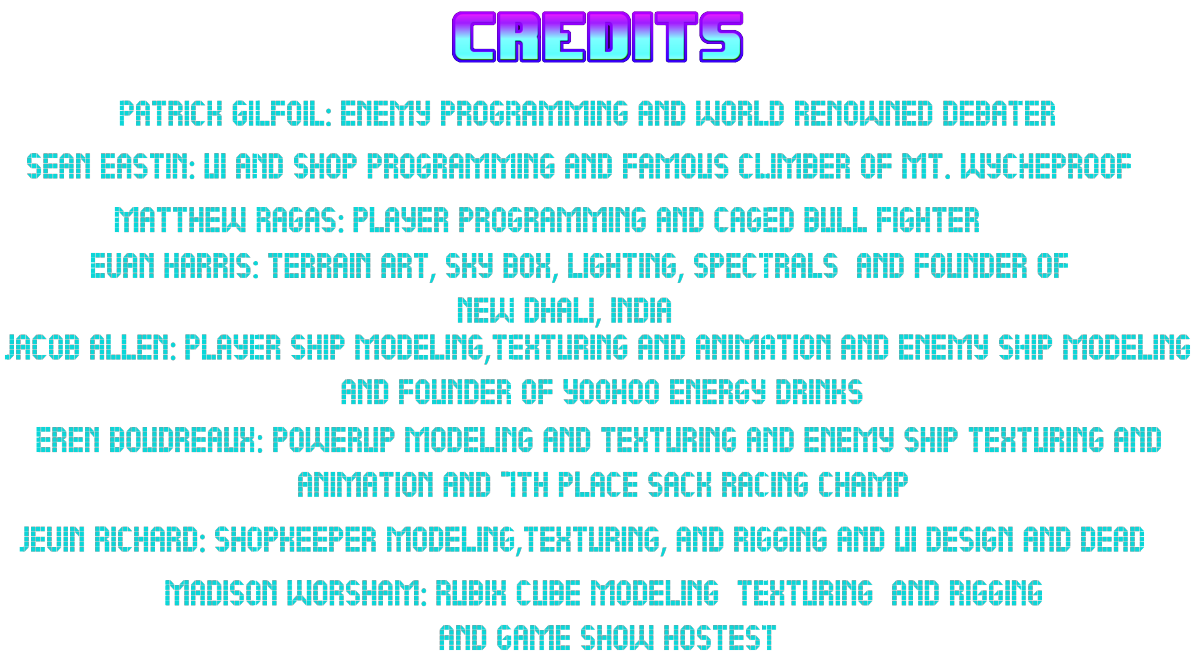 CREDITS
PATRICK GILFOIL: ENEMY PROGRAMMING AND WORLD RENOWNED DEBATER
SEAN EASTIN: UI AND SHOP PROGRAMMING AND FAMOUS CLIMBER OF MT. WYCHEPROOF
MATTHEW RAGAS: PLAYER PROGRAMMING AND CAGED BULL FIGHTER
EVAN HARRIS: TERRAIN ART, SKY BOX, LIGHTING, SPECTRALS AND FOUNDER OF
NEW DHALI, INDIA
JACOB ALLEN: PLAYER SHIP MODELING,TEXTURING AND ANIMATION AND ENEMY SHIP MODELING
AND FOUNDER OF YOOHOO ENERGY DRINKS
EREN BOUDREAUX: POWERUP MODELING AND TEXTURING AND ENEMY SHIP TEXTURING AND
ANIMATION AND 7TH PLACE SACK RACING CHAMP
JEVIN RICHARD: SHOPKEEPER MODELING,TEXTURING, AND RIGGING AND UI DESIGN AND DEAD
MADISON WORSHAM: RUBIX CUBE MODELING TEXTURING AND RIGGING
AND GAME SHOW HOSTEST